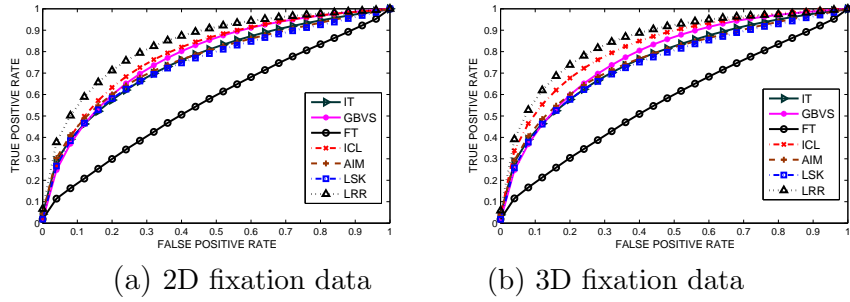 TRUE POSITIVE RATE
1
0.9
0.8
0.7
0.6
0.5
0.4
0.3
0.2
0.1
0
0 0.1 0.2 0.3 0.4 0.5 0.6 0.7 0.8 0.9 1
FALSE POSITIVE RATE
IT
GBVS
FT
ICL
AIM
LSK
LRR
(a) 2D fixation data
TRUE POSITIVE RATE
1
0.9
0.8
0.7
0.6
0.5
0.4
0.3
0.2
0.1
0
0 0.1 0.2 0.3 0.4 0.5 0.6 0.7 0.8 0.9 1
FALSE POSITIVE RATE
IT
GBVS
FT
ICL
AIM
LSK
LRR
(b) 3D fixation data